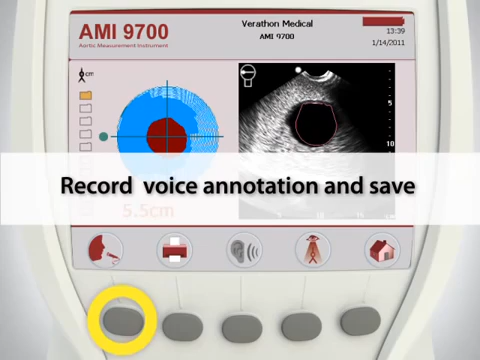 AMI 9700
Aortic Measurement Instrument
Verathon Medical
AMI 9700
13:39
1/14/2011
cm
5
10
Record voice annotation and save
5.5cm